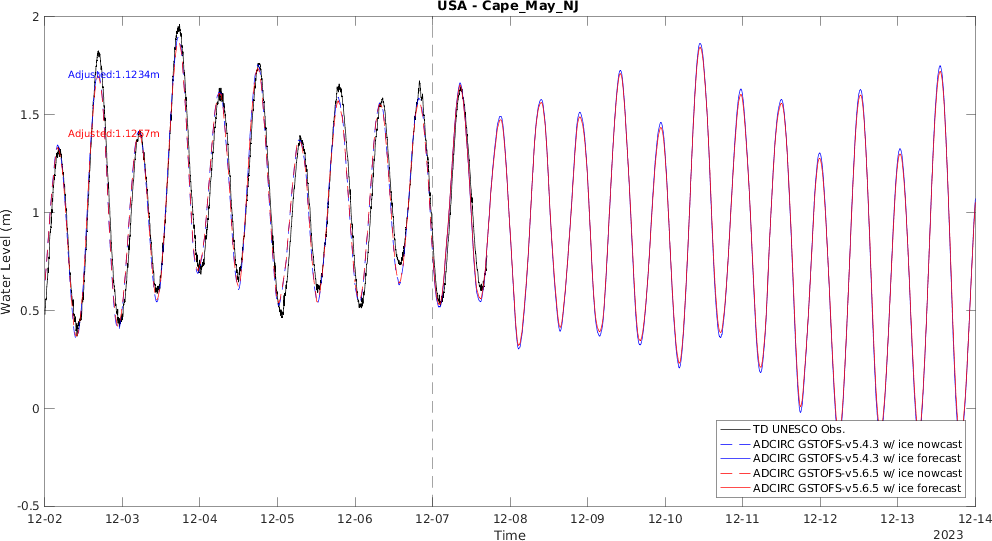 USA - Cape_May_NJ
2
Adjusted:1.1234m
1.5
Adjusted:1.1267m
1
Water Level (m)
0.5
0
TD UNESCO Obs.
ADCIRC GSTOFS-v5.4.3 w/ ice nowcast
ADCIRC GSTOFS-v5.4.3 w/ ice forecast
ADCIRC GSTOFS-v5.6.5 w/ ice nowcast
ADCIRC GSTOFS-v5.6.5 w/ ice forecast
-0.5
12-02 12-03 12-04 12-05 12-06 12-07 12-08 12-09 12-10 12-11 12-12 12-13 12-14
Time
2023